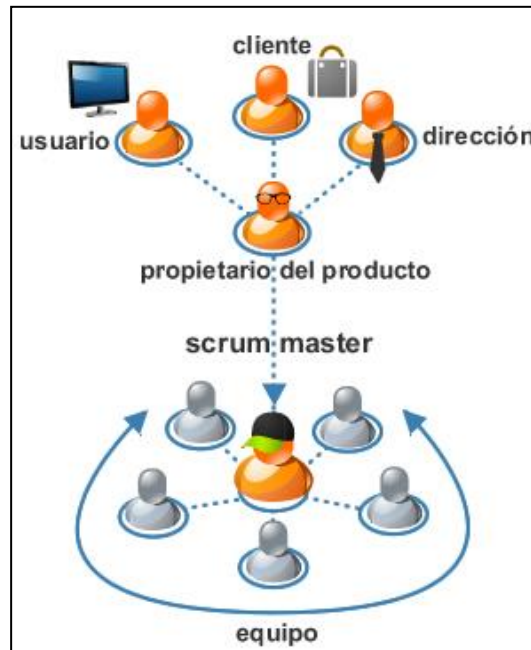 cliente
usuario
dirección
propietario del producto
scrum master
equipo